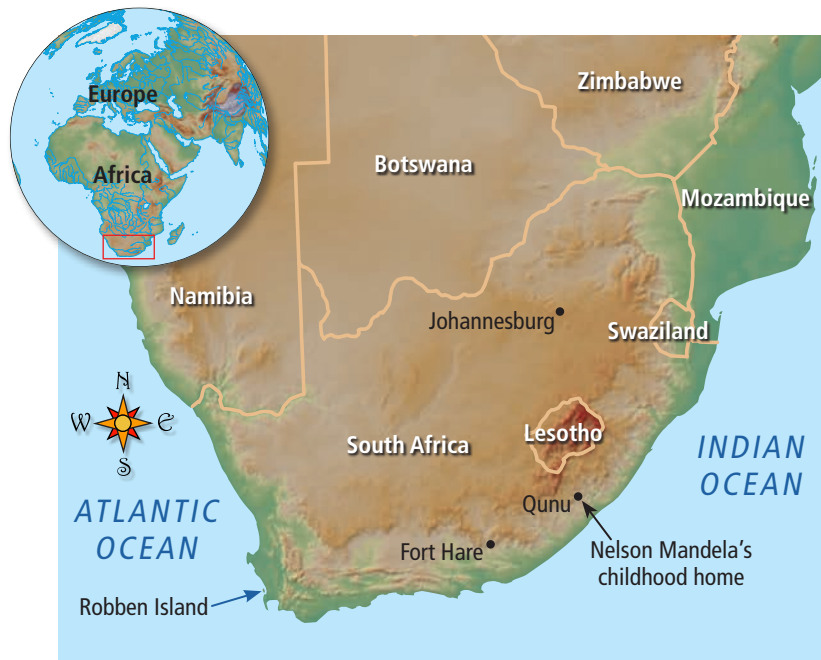 Europe
Africa
Zimbabwe
Botswana
Mozambique
Namibia
Johannesburg
Swaziland
N
W
E
S
South Africa
Lesotho
INDIAN
OCEAN
ATLANTIC
OCEAN
Qunu
Fort Hare
Nelson Mandela's
childhood home
Robben Island